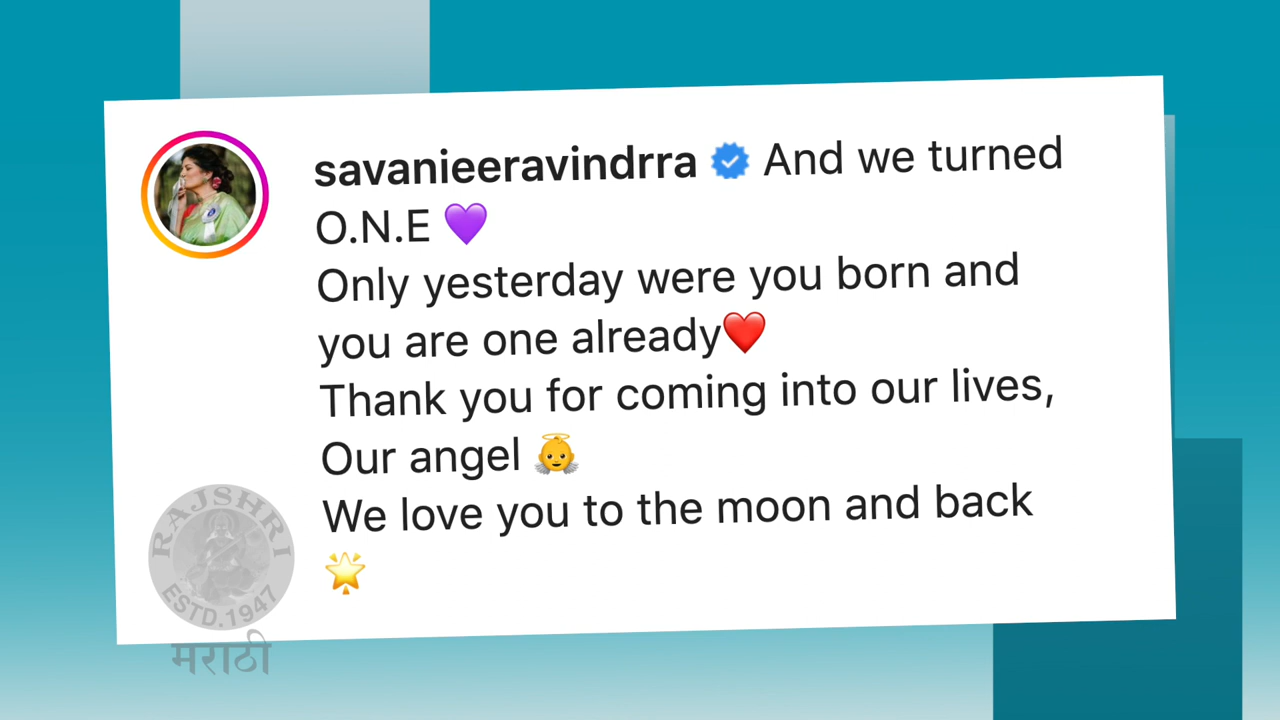 savanieeravindrra And we turned
O.N.E 💜
Only yesterday were you born and
you are one already❤️
Thank you for coming into our lives,
Our angel 👼
We love you to the moon and back
🌟
RAJSHRI
ESTD.1947
मराठी